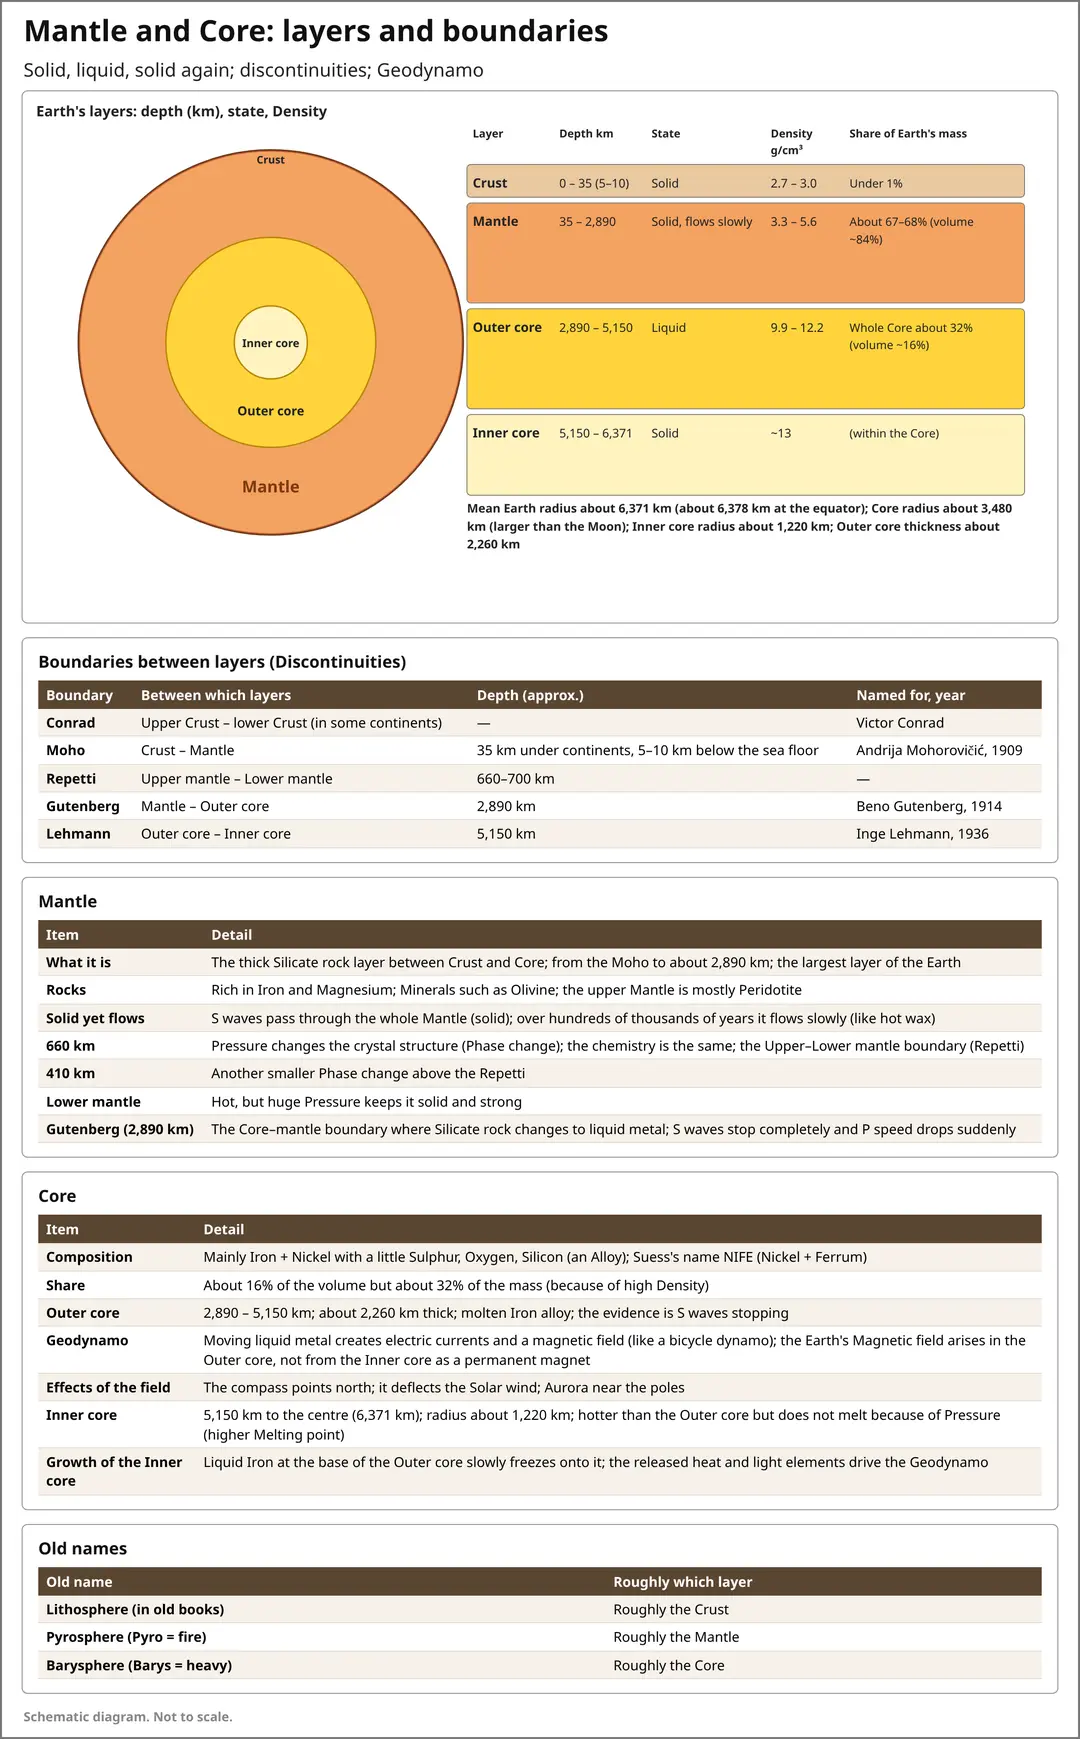 Mantle and Core: layers and boundaries
Solid, liquid, solid again; discontinuities; Geodynamo
Earth's layers: depth (km), state, Density
Crust
Inner core
Outer core
Mantle
Layer Depth km State Density g/cm³ Share of Earth's mass
Crust 0 – 35 (5–10) Solid 2.7 – 3.0 Under 1%
Mantle 35 – 2,890 Solid, flows slowly 3.3 – 5.6 About 67–68% (volume
~84%)
Outer core 2,890 – 5,150 Liquid 9.9 – 12.2 Whole Core about 32%
(volume ~16%)
Inner core 5,150 – 6,371 Solid ~13 (within the Core)
Mean Earth radius about 6,371 km (about 6,378 km at the equator); Core radius about 3,480
km (larger than the Moon); Inner core radius about 1,220 km; Outer core thickness about
2,260 km
Boundaries between layers (Discontinuities)
Boundary Between which layers Depth (approx.) Named for, year
Conrad Upper Crust – lower Crust (in some continents) — Victor Conrad
Moho Crust – Mantle 35 km under continents, 5–10 km below the sea floor Andrija Mohorovičić, 1909
Repetti Upper mantle – Lower mantle 660–700 km —
Gutenberg Mantle – Outer core 2,890 km Beno Gutenberg, 1914
Lehmann Outer core – Inner core 5,150 km Inge Lehmann, 1936
Mantle
Item Detail
What it is The thick Silicate rock layer between Crust and Core; from the Moho to about 2,890 km; the largest layer of the Earth
Rocks Rich in Iron and Magnesium; Minerals such as Olivine; the upper Mantle is mostly Peridotite
Solid yet flows S waves pass through the whole Mantle (solid); over hundreds of thousands of years it flows slowly (like hot wax)
660 km Pressure changes the crystal structure (Phase change); the chemistry is the same; the Upper–Lower mantle boundary (Repetti)
410 km Another smaller Phase change above the Repetti
Lower mantle Hot, but huge Pressure keeps it solid and strong
Gutenberg (2,890 km) The Core–mantle boundary where Silicate rock changes to liquid metal; S waves stop completely and P speed drops suddenly
Core
Item Detail
Composition Mainly Iron + Nickel with a little Sulphur, Oxygen, Silicon (an Alloy); Suess's name NIFE (Nickel + Ferrum)
Share About 16% of the volume but about 32% of the mass (because of high Density)
Outer core 2,890 – 5,150 km; about 2,260 km thick; molten Iron alloy; the evidence is S waves stopping
Geodynamo Moving liquid metal creates electric currents and a magnetic field (like a bicycle dynamo); the Earth's Magnetic field arises in the
Outer core, not from the Inner core as a permanent magnet
Effects of the field The compass points north; it deflects the Solar wind; Aurora near the poles
Inner core 5,150 km to the centre (6,371 km); radius about 1,220 km; hotter than the Outer core but does not melt because of Pressure
(higher Melting point)
Growth of the Inner core Liquid Iron at the base of the Outer core slowly freezes onto it; the released heat and light elements drive the Geodynamo
Old names
Old name Roughly which layer
Lithosphere (in old books) Roughly the Crust
Pyrosphere (Pyro = fire) Roughly the Mantle
Barysphere (Barys = heavy) Roughly the Core
Schematic diagram. Not to scale.